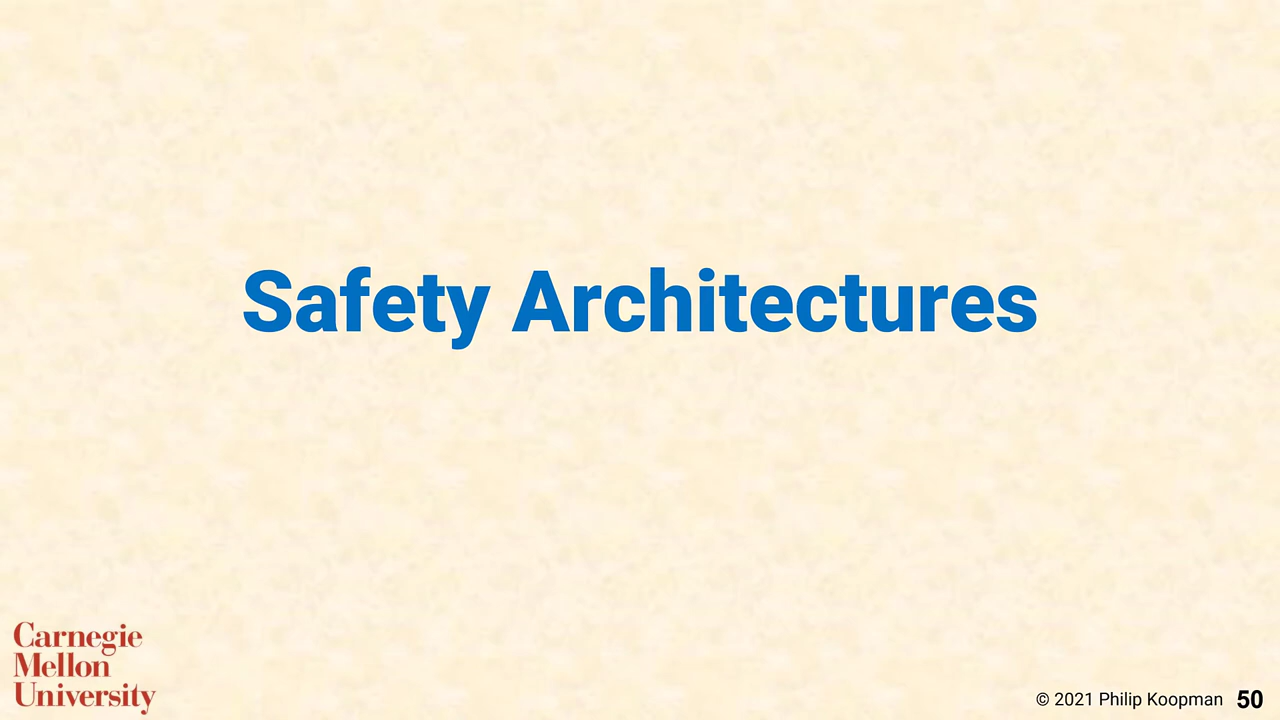 Safety Architectures
Carnegie
Mellon
University
© 2021 Philip Koopman 50